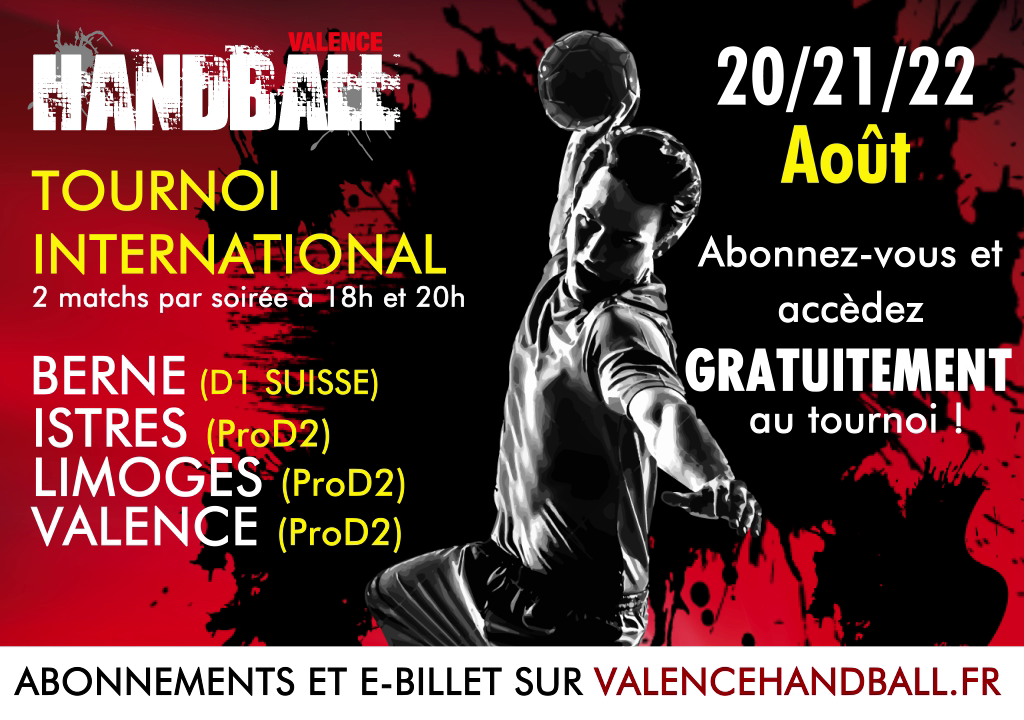 VALENCE
HANDBALL
TOURNOI
INTERNATIONAL
2 matchs par soirée à 18h et 20h
BERNE (D1 SUISSE)
ISTRES (ProD2)
LIMOGES (ProD2)
VALENCE (ProD2)
20/21/22
Août
Abonnez-vous et
accèdez
GRATUITEMENT
au tournoi !
ABONNEMENTS ET E-BILLET SUR VALENCEHANDBALL.FR